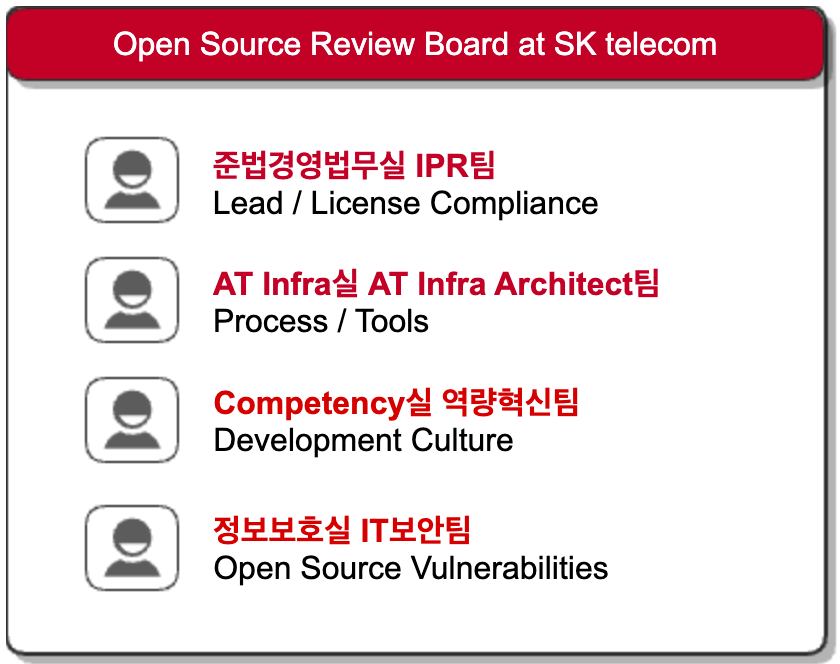 Open Source Review Board at SK telecom
준법경영법무실 IPR팀
Lead / License Compliance
AT Infra실 AT Infra Architect팀
Process / Tools
Competency실 역량혁신팀
Development Culture
정보보호실 IT보안팀
Open Source Vulnerabilities